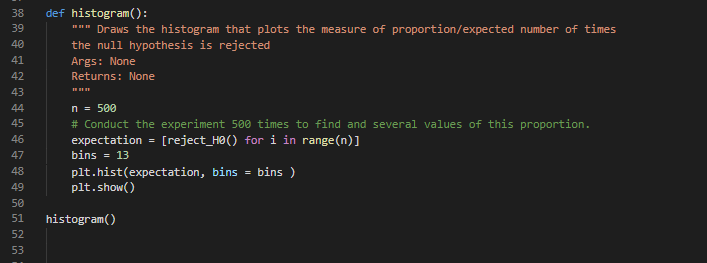 38 def histogram():
39 """ Draws the histogram that plots the measure of proportion/expected number of times
40 the null hypothesis is rejected
41 Args: None
42 Returns: None
43 """
44 n = 500
45 # Conduct the experiment 500 times to find and several values of this proportion.
46 expectation = [reject_H0() for i in range(n)]
47 bins = 13
48 plt.hist(expectation, bins = bins )
49 plt.show()
50
51 histogram()
52
53